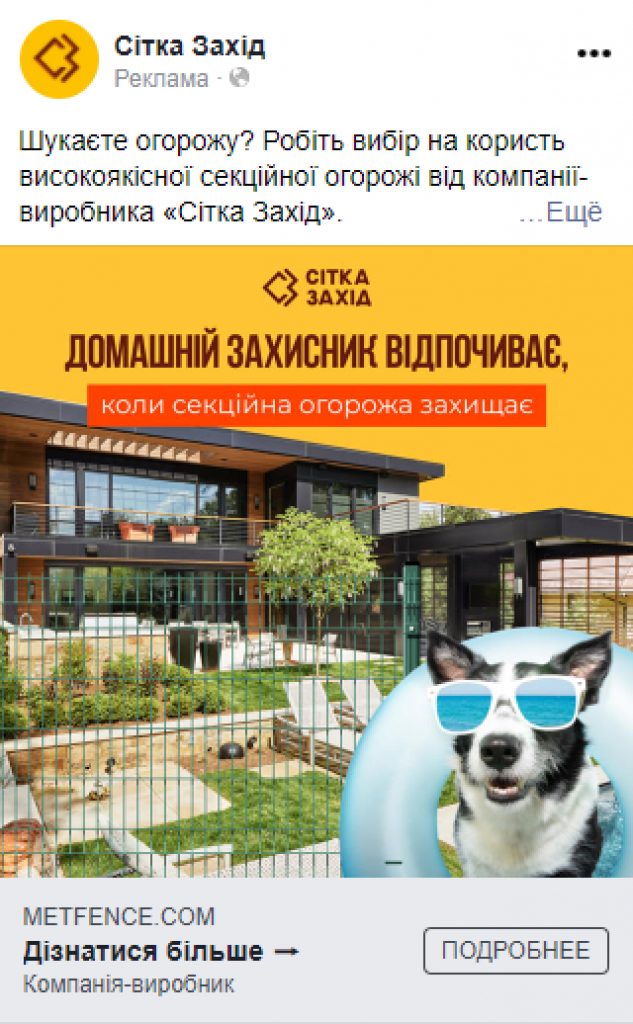 Сітка Захід
Реклама ·
Шукаєте огорожу? Робіть вибір на користь
високоякісної секційної огорожі від компанії-
виробника «Сітка Захід». ...Ещё
СІТКА
ЗАХІД
ДОМАШНІЙ ЗАХИСНИК ВІДПОЧИВАЄ,
коли секційна огорожа захищає
METFENCE.COM
Дізнатися більше →
ПОДРОБНЕЕ
Компанія-виробник